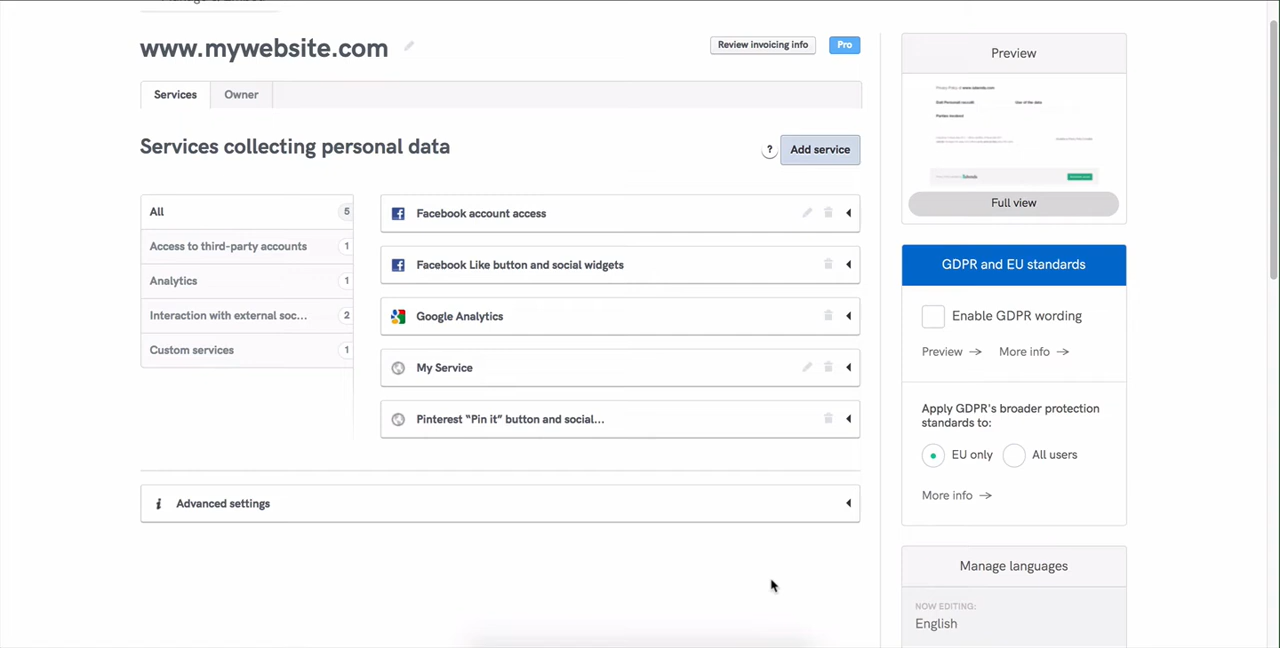 www.mywebsite.com
Review invoicing info
Pro
Services
Owner
Services collecting personal data
?
Add service
All
5
Access to third-party accounts
1
Analytics
1
Interaction with external soc...
2
Custom services
1
Facebook account access
Facebook Like button and social widgets
Google Analytics
My Service
Pinterest “Pin it” button and social...
i
Advanced settings
Preview
Full view
GDPR and EU standards
Enable GDPR wording
Preview →
More info →
Apply GDPR's broader protection
standards to:
EU only
All users
More info →
Manage languages
NOW EDITING:
English